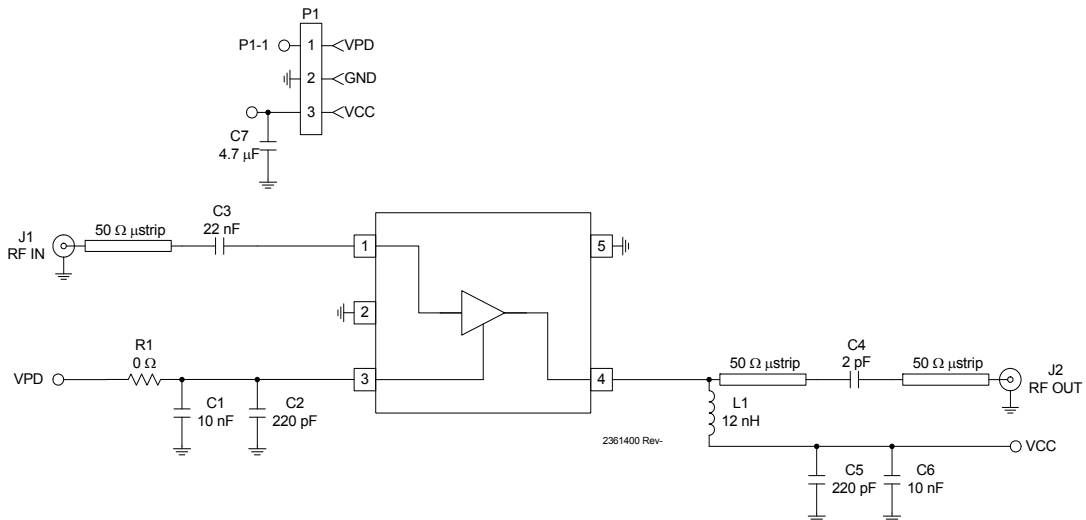 P1
P1-1
1
VPD
2
GND
3
VCC
C7
4.7 μF
J1
RF IN
50 Ω μstrip
C3
22 nF
1
5
2
R1
0 Ω
VPD
3
4
C1
10 nF
C2
220 pF
50 Ω μstrip
C4
2 pF
50 Ω μstrip
J2
RF OUT
L1
12 nH
2361400 Rev-
VCC
C5
220 pF
C6
10 nF